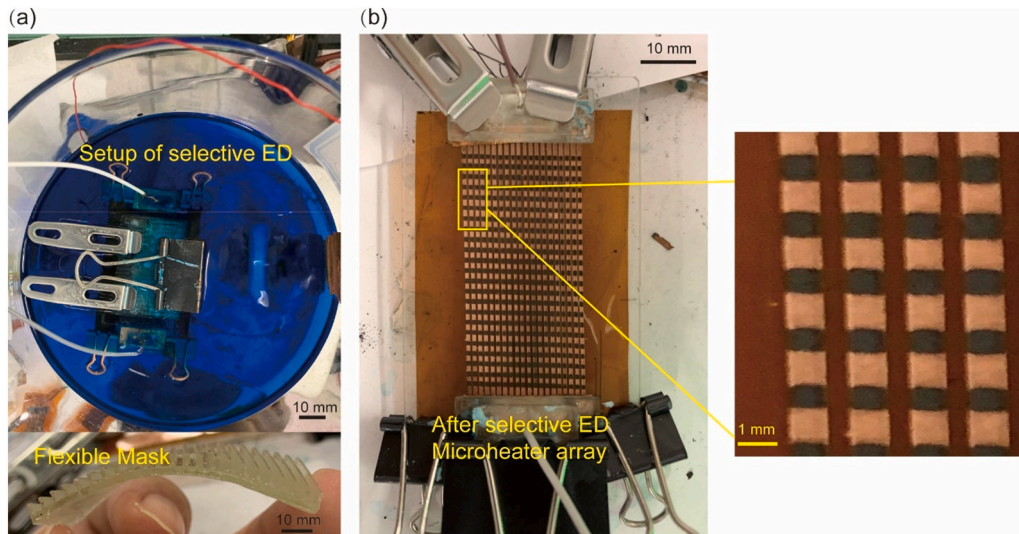 (a)
Setup of selective ED
10 mm
Flexible Mask
10 mm
(b)
10 mm
After selective ED
Microheater array
1 mm